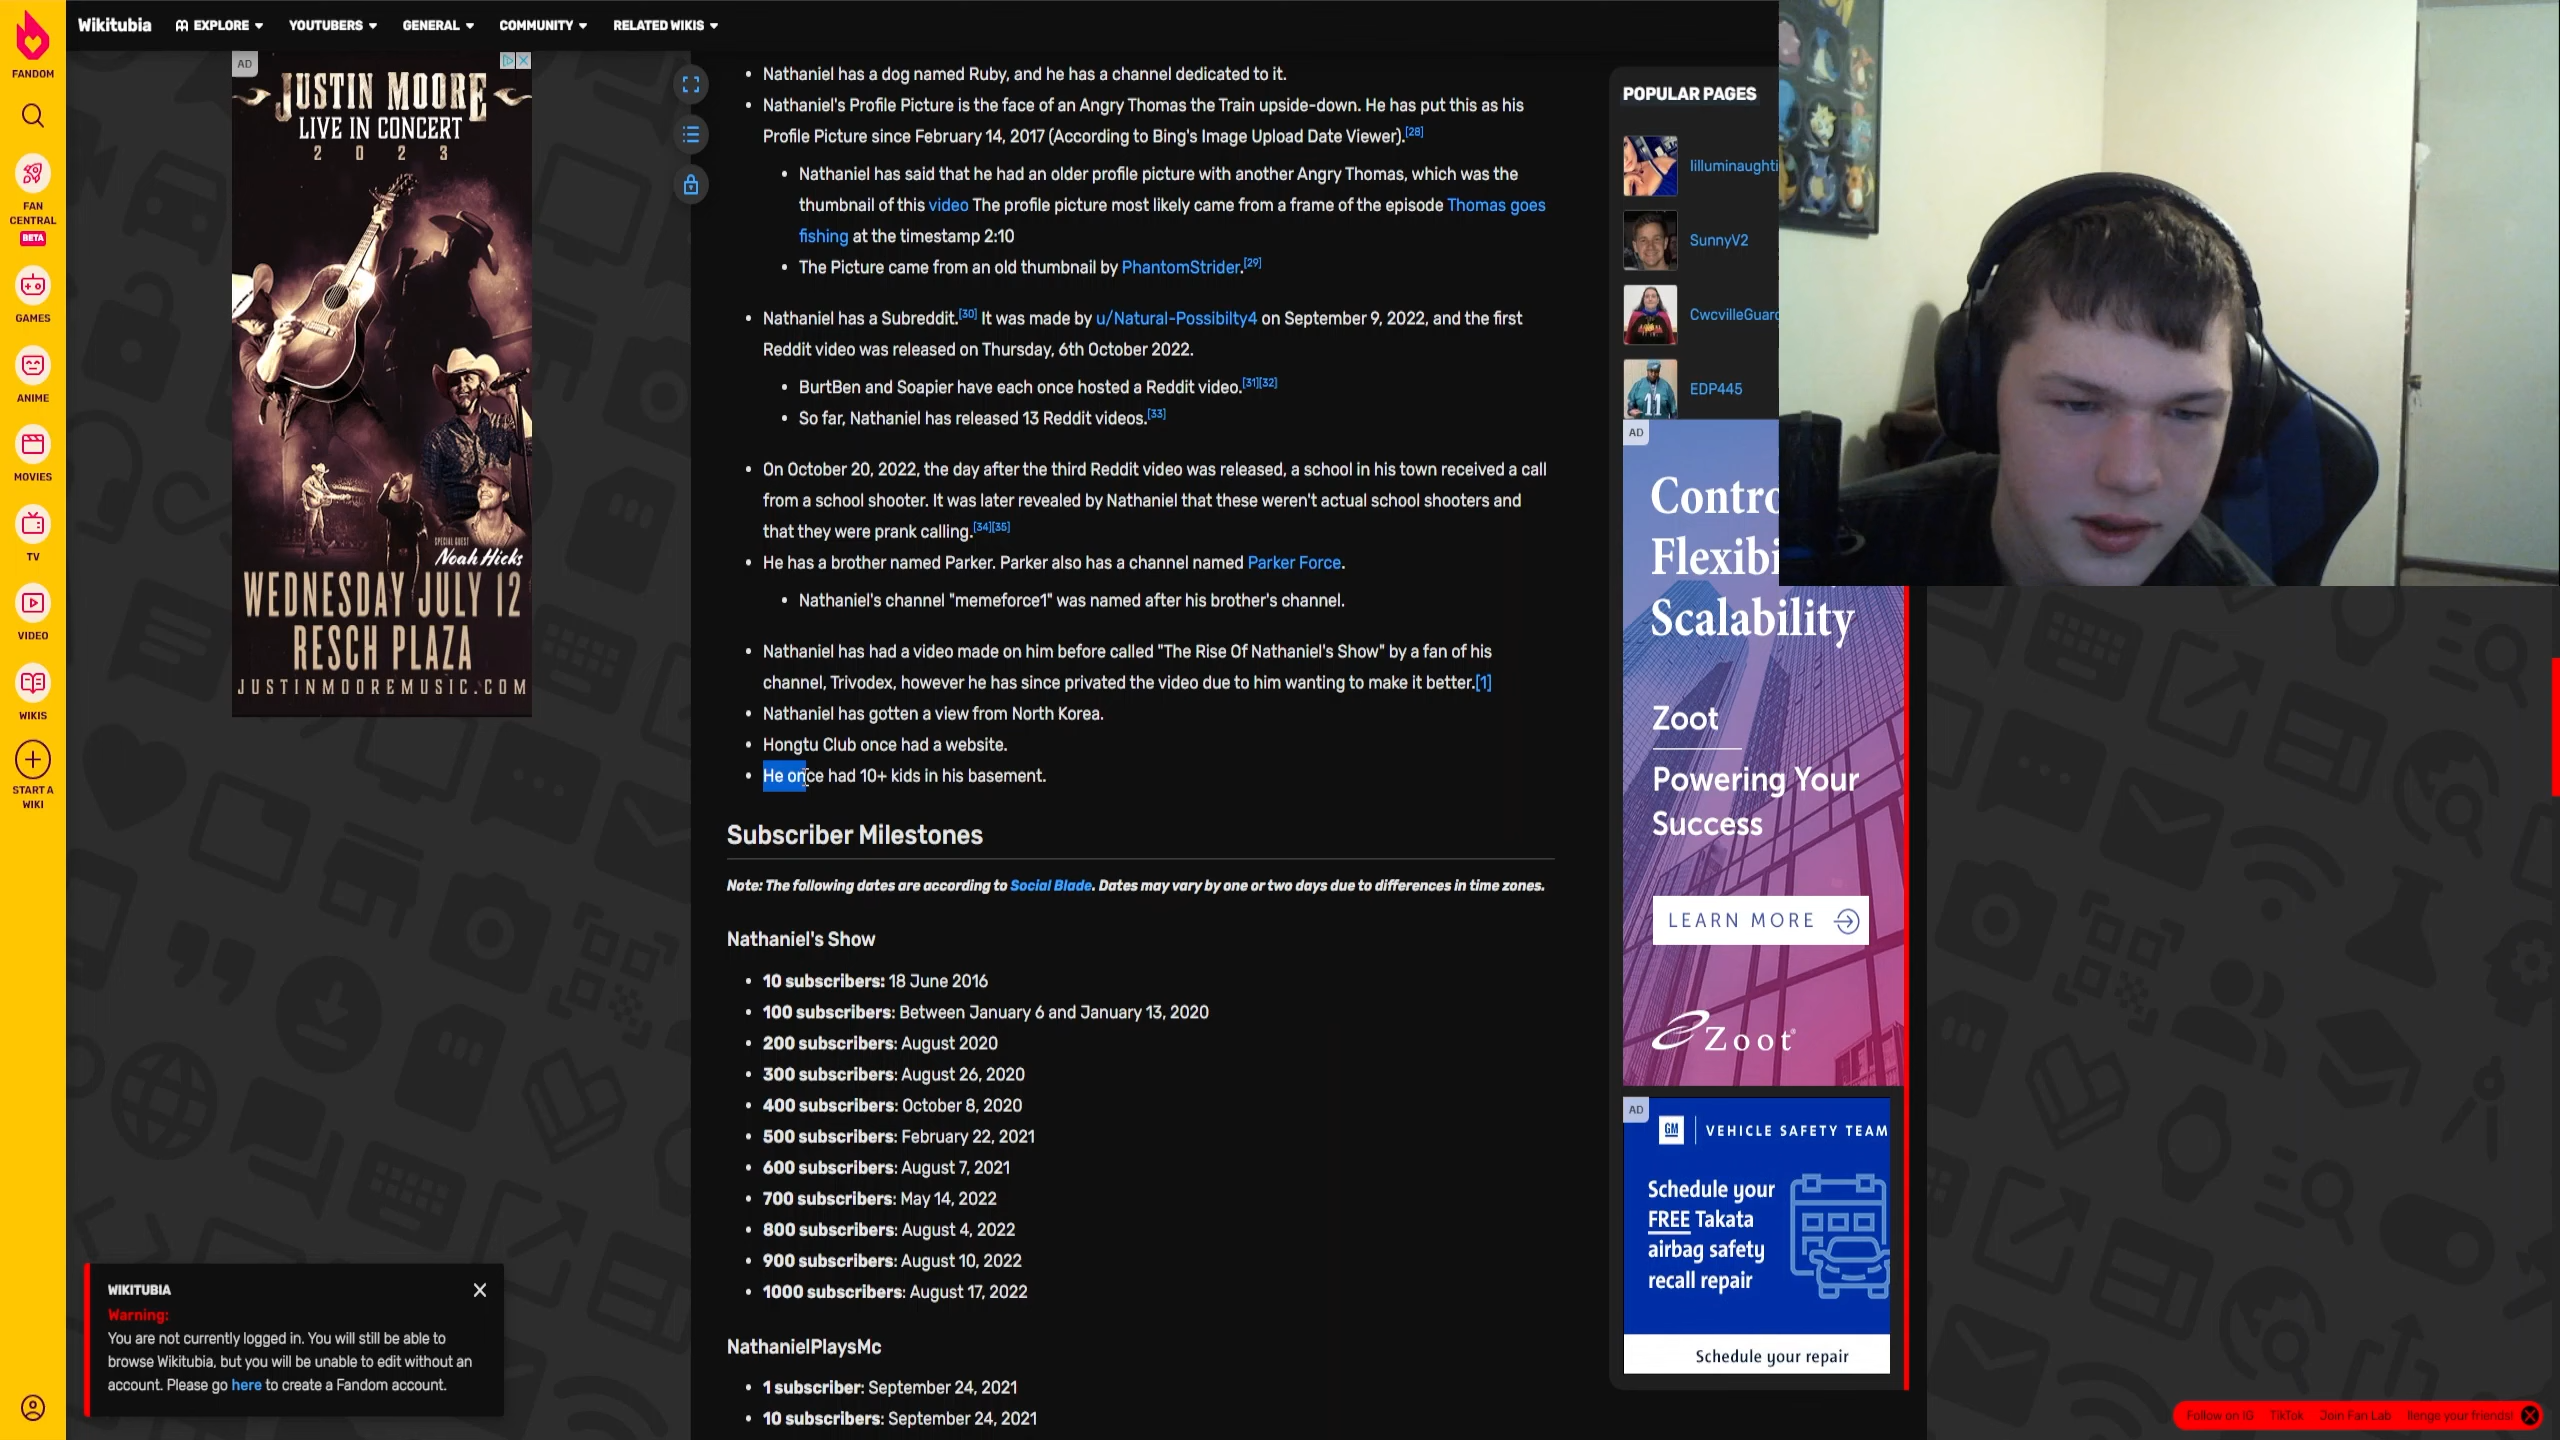 Wikitubia
EXPLORE
YOUTUBERS
GENERAL
COMMUNITY
RELATED WIKIS
FANDOM
FAN
CENTRAL
BETA
GAMES
ANIME
MOVIES
TV
VIDEO
WIKIS
START A
WIKI
AD
JUSTIN MOORE
LIVE IN CONCERT
2023
SPECIAL GUEST
Noah Hicks
WEDNESDAY JULY 12
RESCH PLAZA
JUSTINMOOREMUSIC.COM
• Nathaniel has a dog named Ruby, and he has a channel dedicated to it.
• Nathaniel's Profile Picture is the face of an Angry Thomas the Train upside-down. He has put this as his
Profile Picture since February 14, 2017 (According to Bing's Image Upload Date Viewer).[28]
• Nathaniel has said that he had an older profile picture with another Angry Thomas, which was the
thumbnail of this video The profile picture most likely came from a frame of the episode Thomas goes
fishing at the timestamp 2:10
• The Picture came from an old thumbnail by PhantomStrider.[29]
• Nathaniel has a Subreddit.[30] It was made by u/Natural-Possibilty4 on September 9, 2022, and the first
Reddit video was released on Thursday, 6th October 2022.
• BurtBen and Soapier have each once hosted a Reddit video.[31][32]
• So far, Nathaniel has released 13 Reddit videos.[33]
• On October 20, 2022, the day after the third Reddit video was released, a school in his town received a call
from a school shooter. It was later revealed by Nathaniel that these weren't actual school shooters and
that they were prank calling.[34][35]
• He has a brother named Parker. Parker also has a channel named Parker Force.
• Nathaniel's channel "memeforce1" was named after his brother's channel.
• Nathaniel has had a video made on him before called "The Rise Of Nathaniel's Show" by a fan of his
channel, Trivodex, however he has since privated the video due to him wanting to make it better.[1]
• Nathaniel has gotten a view from North Korea.
• Hongtu Club once had a website.
• He once had 10+ kids in his basement.
Subscriber Milestones
Note: The following dates are according to Social Blade. Dates may vary by one or two days due to differences in time zones.
Nathaniel's Show
• 10 subscribers: 18 June 2016
• 100 subscribers: Between January 6 and January 13, 2020
• 200 subscribers: August 2020
• 300 subscribers: August 26, 2020
• 400 subscribers: October 8, 2020
• 500 subscribers: February 22, 2021
• 600 subscribers: August 7, 2021
• 700 subscribers: May 14, 2022
• 800 subscribers: August 4, 2022
• 900 subscribers: August 10, 2022
• 1000 subscribers: August 17, 2022
NathanielPlaysMc
• 1 subscriber: September 24, 2021
• 10 subscribers: September 24, 2021
POPULAR PAGES
Iilluminaughti
SunnyV2
CwcvilleGuar
EDP445
11
AD
Contro
Flexibi
Scalability
Zoot
Powering Your
Success
LEARN MORE
Zoot
AD
GM
VEHICLE SAFETY TEAM
Schedule your
FREE Takata
airbag safety
recall repair
Schedule your repair
WIKITUBIA
Warning:
You are not currently logged in. You will still be able to
browse Wikitubia, but you will be unable to edit without an
account. Please go here to create a Fandom account.
Follow on IG
TikTok
Join Fan Lab
llenge your friends!